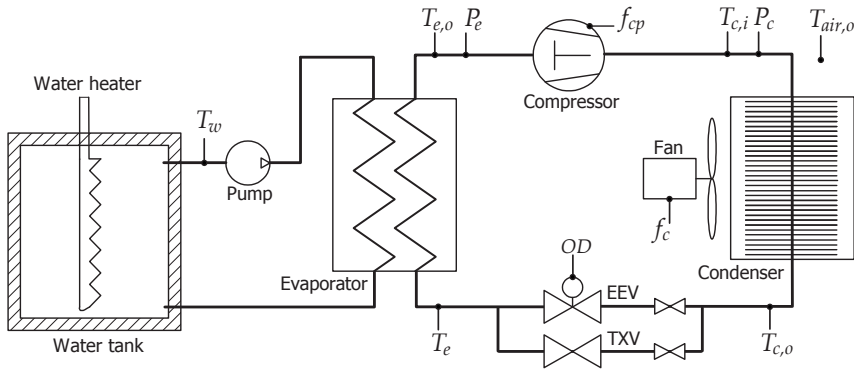 T_{e,o} P_e
f_{cp}
T_{c,i} P_c
T_{air,o}
Water heater
Compressor
T_w
Fan
Pump
f_c
OD
Evaporator
Condenser
EEV
T_e
TXV
T_{c,o}
Water tank